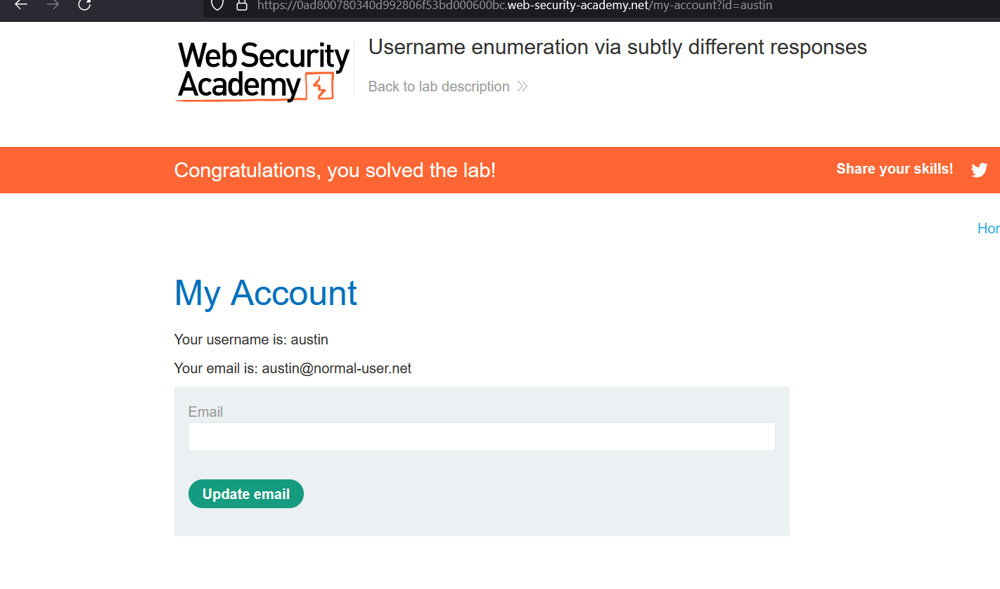 https://0ad800780340d992806f53bd000600bc.web-security-academy.net/my-account?id=austin
Web Security
Academy
Username enumeration via subtly different responses
Back to lab description
Congratulations, you solved the lab!
Share your skills!
Hor
My Account
Your username is: austin
Your email is: austin@normal-user.net
Email
Update email